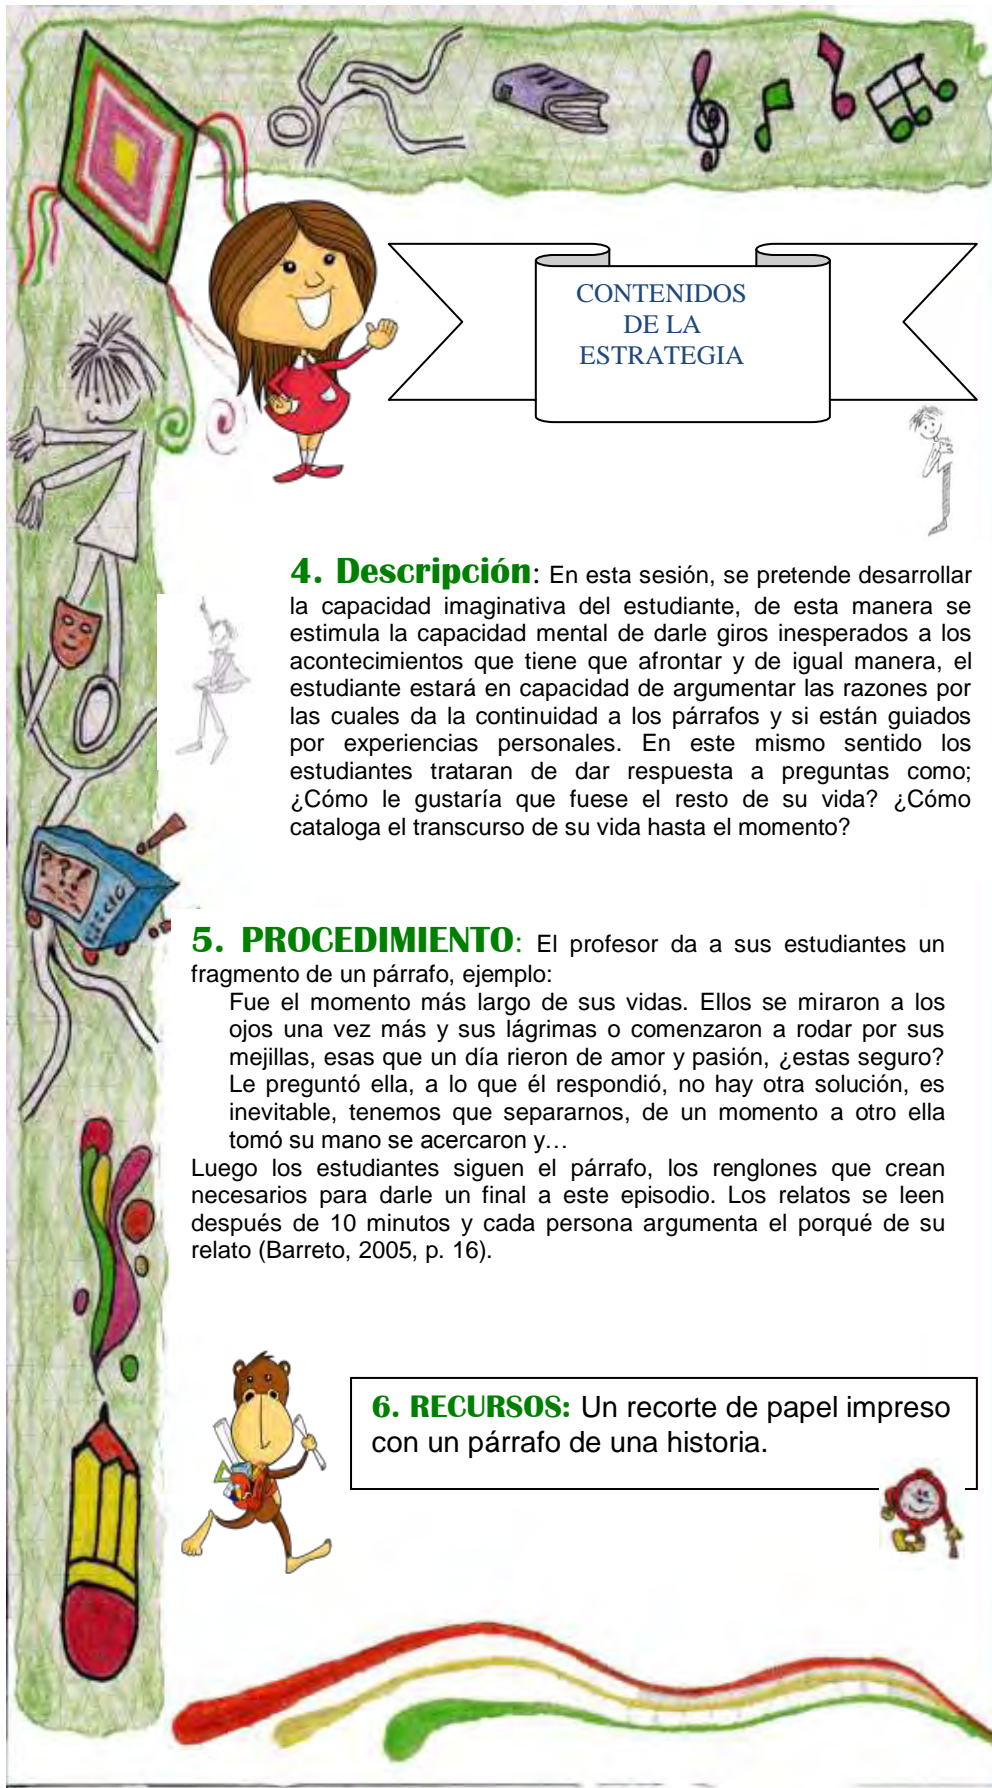 CONTENIDOS
DE LA
ESTRATEGIA
4. Descripción: En esta sesión, se pretende desarrollar
la capacidad imaginativa del estudiante, de esta manera se
estimula la capacidad mental de darle giros inesperados a los
acontecimientos que tiene que afrontar y de igual manera, el
estudiante estará en capacidad de argumentar las razones por
las cuales da la continuidad a los párrafos y si están guiados
por experiencias personales. En este mismo sentido los
estudiantes trataran de dar respuesta a preguntas como;
¿Cómo le gustaría que fuese el resto de su vida? ¿Cómo
cataloga el transcurso de su vida hasta el momento?
5. PROCEDIMIENTO: El profesor da a sus estudiantes un
fragmento de un párrafo, ejemplo:
Fue el momento más largo de sus vidas. Ellos se miraron a los
ojos una vez más y sus lágrimas o comenzaron a rodar por sus
mejillas, esas que un día rieron de amor y pasión, ¿estas seguro?
Le preguntó ella, a lo que él respondió, no hay otra solución, es
inevitable, tenemos que separarnos, de un momento a otro ella
tomó su mano se acercaron y…
Luego los estudiantes siguen el párrafo, los renglones que crean
necesarios para darle un final a este episodio. Los relatos se leen
después de 10 minutos y cada persona argumenta el porqué de su
relato (Barreto, 2005, p. 16).
6. RECURSOS: Un recorte de papel impreso
con un párrafo de una historia.